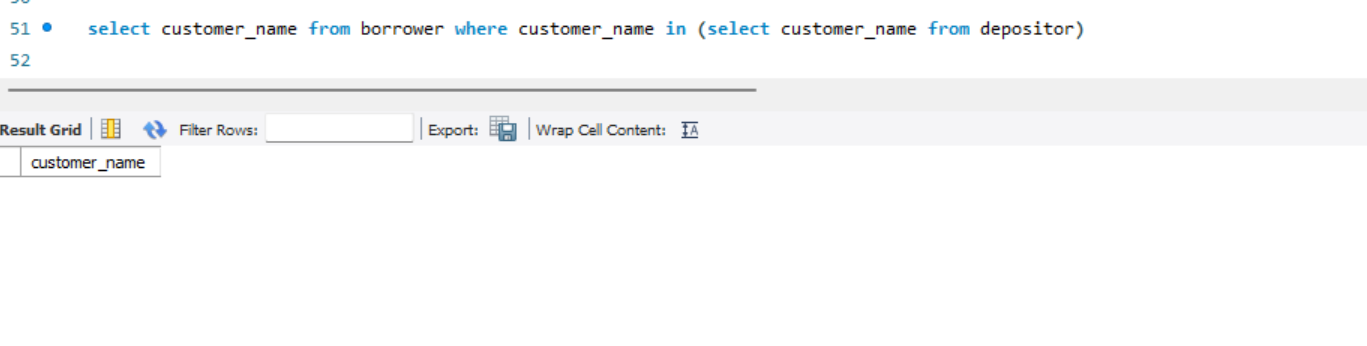 51 select customer_name from borrower where customer_name in (select customer_name from depositor)
52
Result Grid Filter Rows: Export: Wrap Cell Content: IA
customer_name